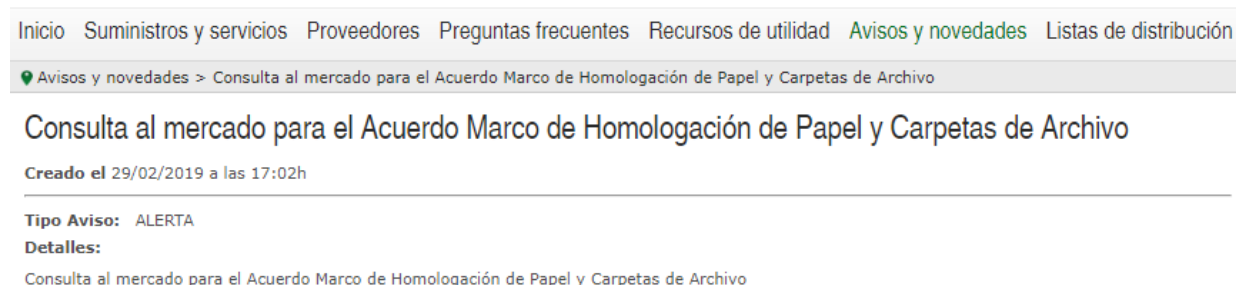 Inicio Suministros y servicios Proveedores Preguntas frecuentes Recursos de utilidad Avisos y novedades Listas de distribución
Avisos y novedades > Consulta al mercado para el Acuerdo Marco de Homologación de Papel y Carpetas de Archivo
Consulta al mercado para el Acuerdo Marco de Homologación de Papel y Carpetas de Archivo
Creado el 29/02/2019 a las 17:02h
Tipo Aviso: ALERTA
Detalles:
Consulta al mercado para el Acuerdo Marco de Homologación de Papel y Carpetas de Archivo